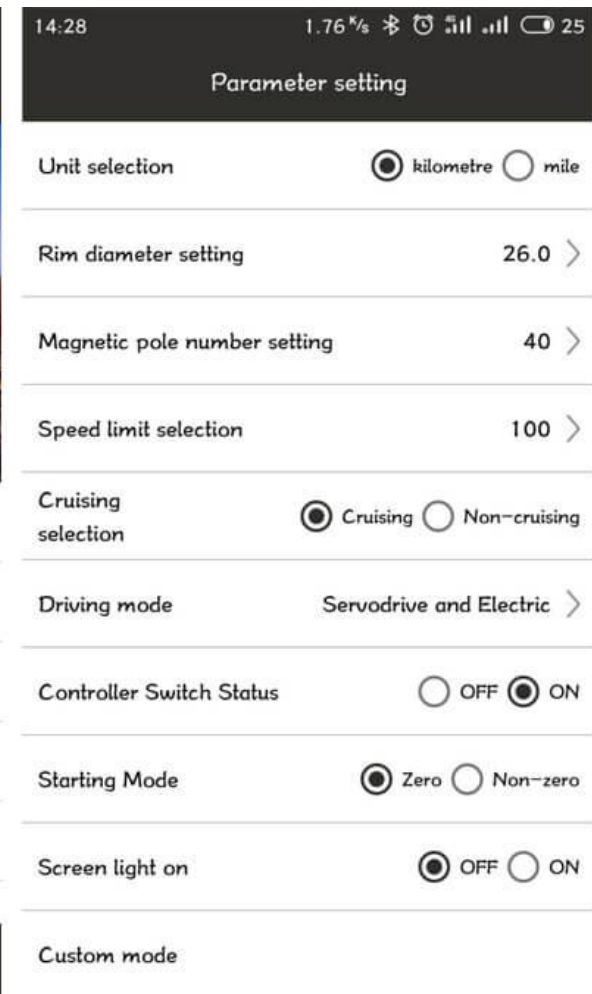 14:28 1.76 K/s 4G 25
Parameter setting
Unit selection kilometre mile
Rim diameter setting 26.0
Magnetic pole number setting 40
Speed limit selection 100
Cruising
selection Cruising Non-cruising
Driving mode Servodrive and Electric
Controller Switch Status OFF ON
Starting Mode Zero Non-zero
Screen light on OFF ON
Custom mode